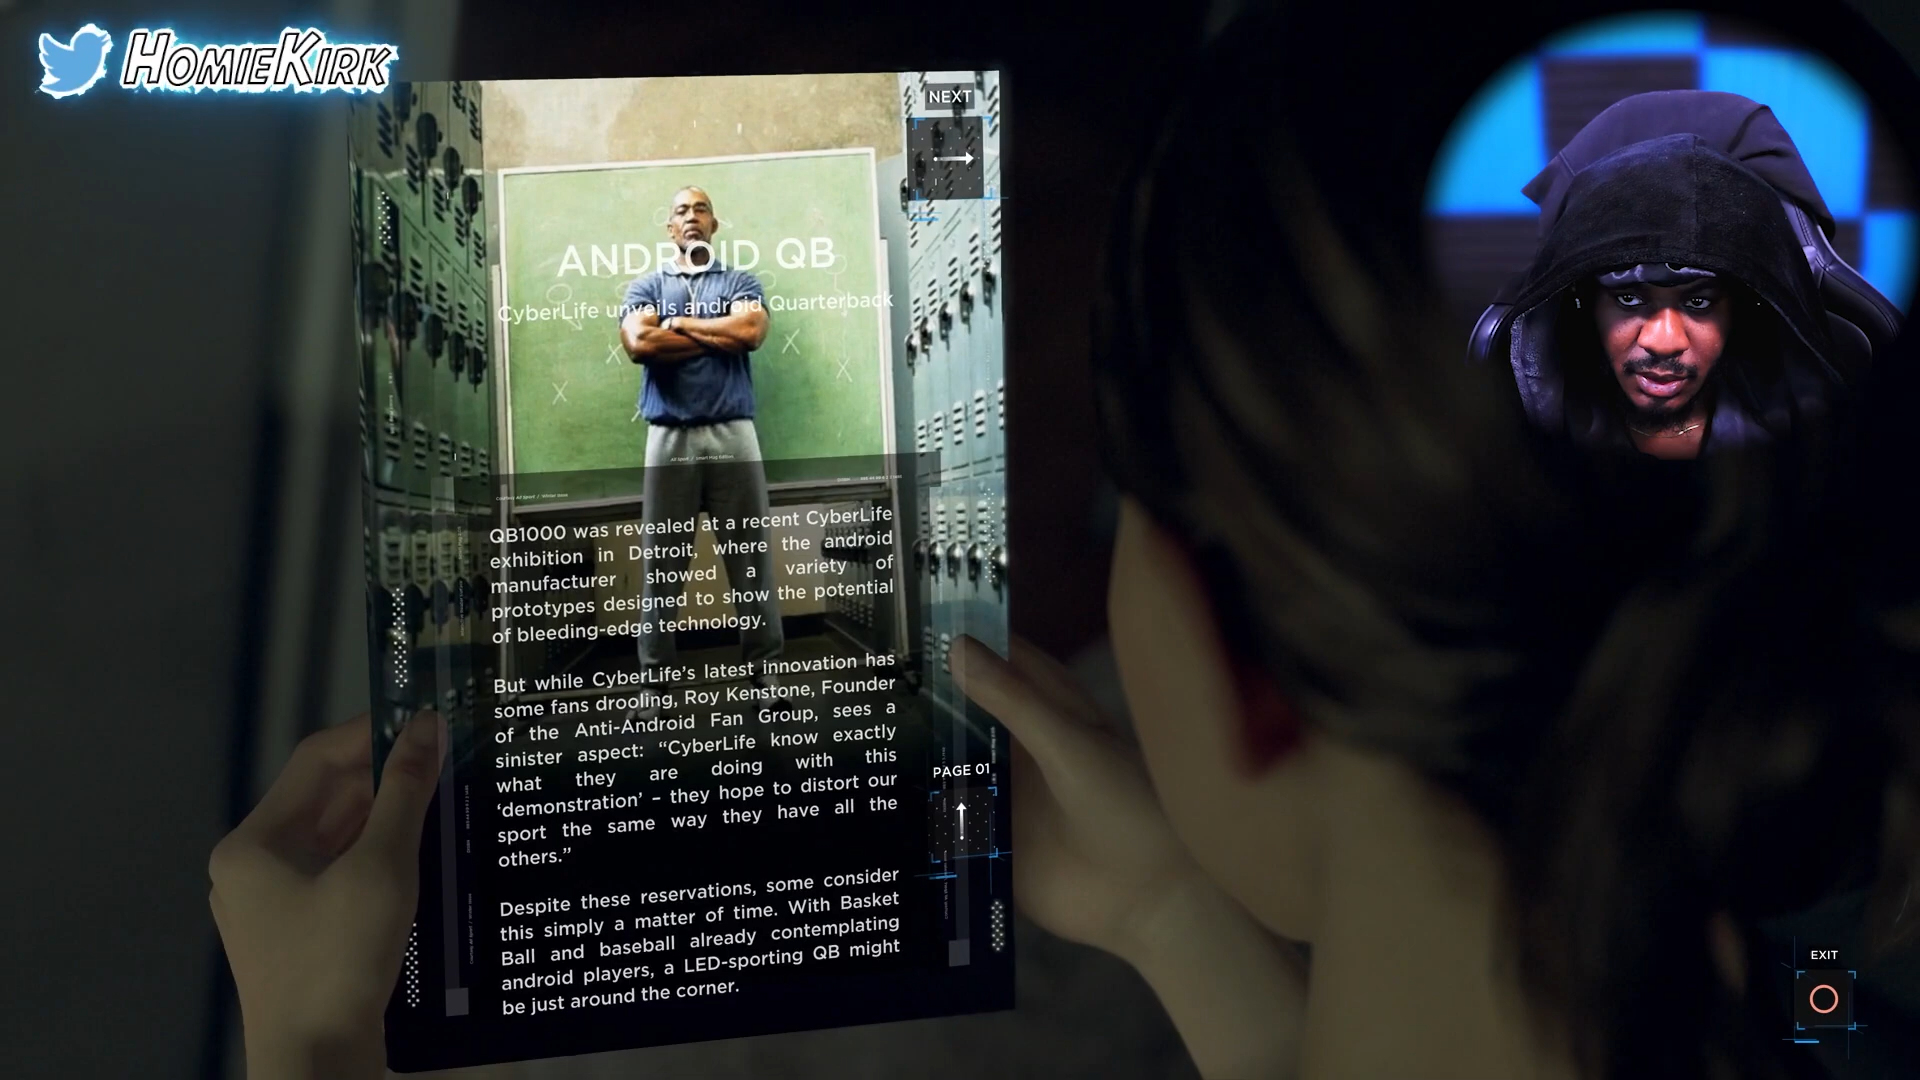 HOMIEKIRK
NEXT
ANDROID QB
CyberLife unveils android Quarterback
QB1000 was revealed at a recent CyberLife
exhibition in Detroit, where the android
manufacturer showed a variety of
prototypes designed to show the potential
of bleeding-edge technology.
But while CyberLife’s latest innovation has
some fans drooling, Roy Kenstone, Founder
of the Anti-Android Fan Group, sees a
sinister aspect: “CyberLife know exactly
what they are doing with this
‘demonstration’ – they hope to distort our
sport the same way they have all the
others.”
Despite these reservations, some consider
this simply a matter of time. With Basket
Ball and baseball already contemplating
android players, a LED-sporting QB might
be just around the corner.
PAGE 01
EXIT